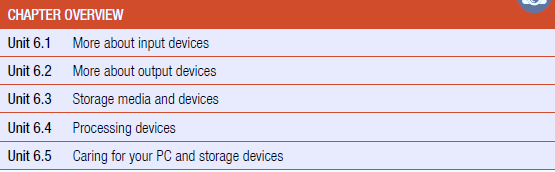 CHAPTER OVERVIEW
Unit 6.1 More about input devices
Unit 6.2 More about output devices
Unit 6.3 Storage media and devices
Unit 6.4 Processing devices
Unit 6.5 Caring for your PC and storage devices